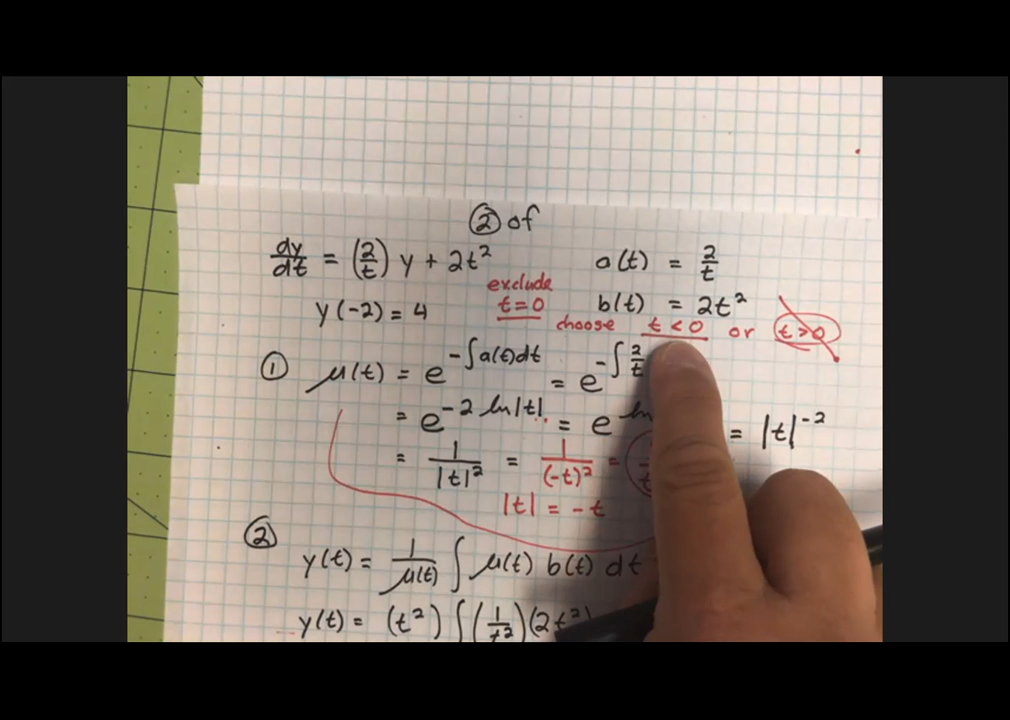 ② of
dy/dt = (2/t) y + 2t² a(t) = 2/t
exclude
y(-2) = 4 t=0 b(t) = 2t²
choose t<0 or t>0
① μ(t) = e^(-∫a(t)dt) = e^(-∫ 2/t
= e^(-2 ln|t|) = e^(ln = |t|⁻²
= 1/|t|² = 1/(-t)² =
|t| = -t
② y(t) = 1/μ(t) ∫ μ(t) b(t) dt
y(t) = (t²) ∫ (1/t²)(2t²)